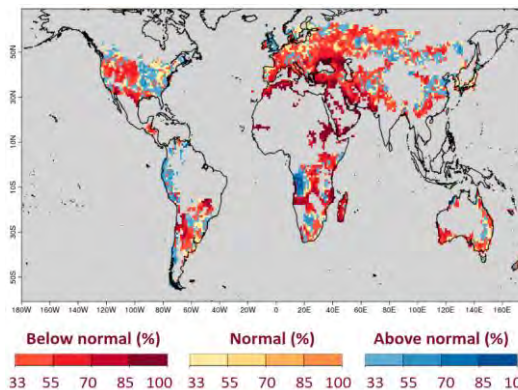 50N
30N
10N
10S
30S
50S
180W 160W 140W 120W 100W 80W 60W 40W 20W 0 20E 40E 60E 80E 100E 120E 140E 160E
Below normal (%) Normal (%) Above normal (%)
33 55 70 85 100 33 55 70 85 100 33 55 70 85 10